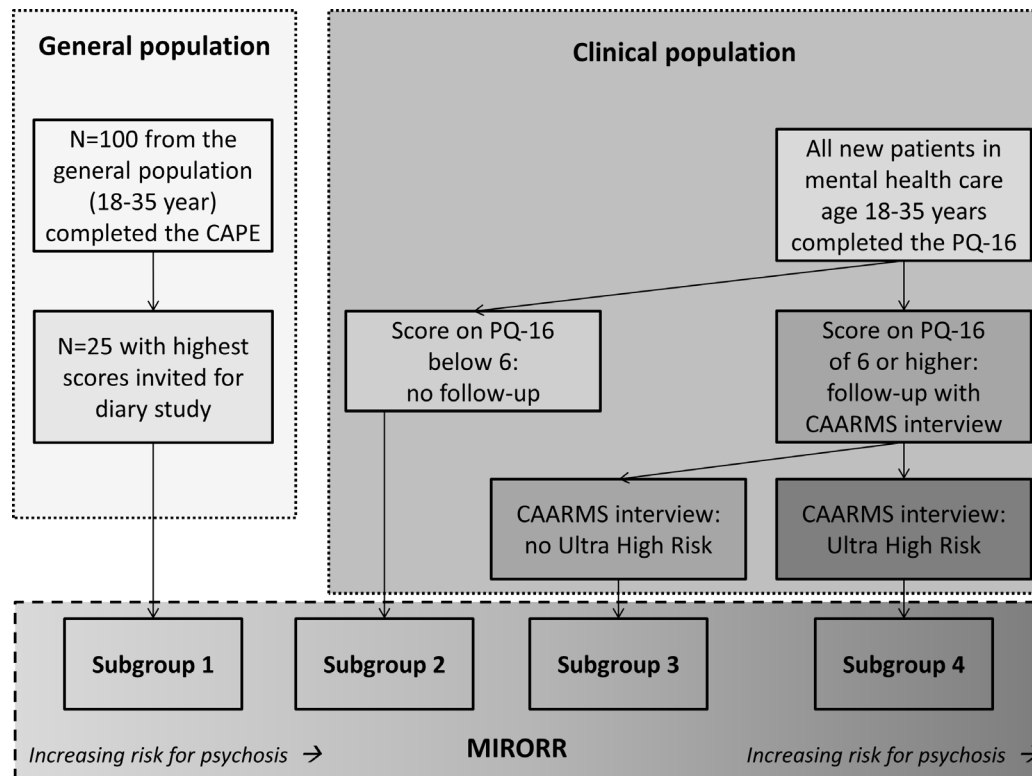 General population
N=100 from the
general population
(18-35 year)
completed the CAPE
N=25 with highest
scores invited for
diary study
Clinical population
All new patients in
mental health care
age 18-35 years
completed the PQ-16
Score on PQ-16
below 6:
no follow-up
Score on PQ-16
of 6 or higher:
follow-up with
CAARMS interview
CAARMS interview:
no Ultra High Risk
CAARMS interview:
Ultra High Risk
Subgroup 1
Subgroup 2
Subgroup 3
Subgroup 4
Increasing risk for psychosis →
MIRORR
Increasing risk for psychosis →